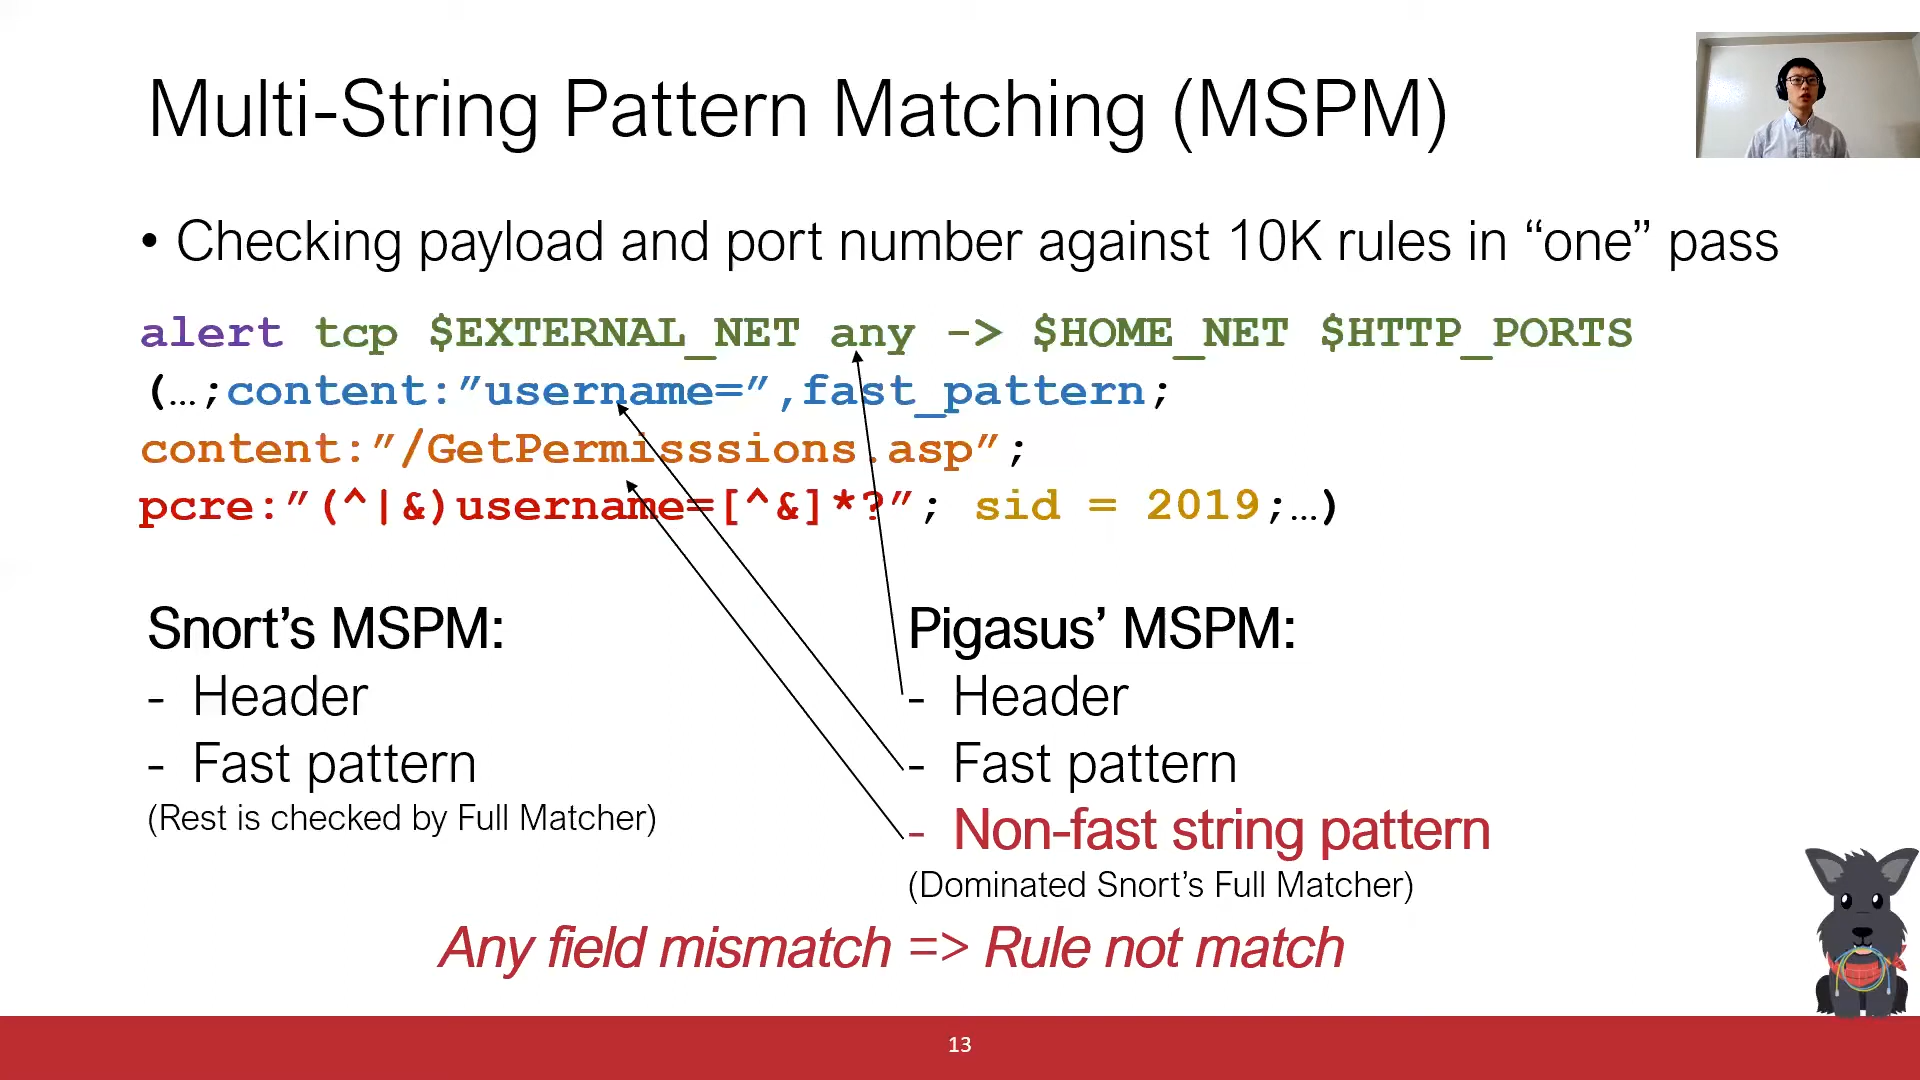 Multi-String Pattern Matching (MSPM)
• Checking payload and port number against 10K rules in “one” pass
alert tcp $EXTERNAL_NET any -> $HOME_NET $HTTP_PORTS
(…;content:”username=”,fast_pattern;
content:”/GetPermisssions.asp”;
pcre:”(^|&)username=[^&]*?”; sid = 2019;…)
Snort’s MSPM:
- Header
- Fast pattern
(Rest is checked by Full Matcher)
Pigasus’ MSPM:
- Header
- Fast pattern
- Non-fast string pattern
(Dominated Snort’s Full Matcher)
Any field mismatch => Rule not match
13